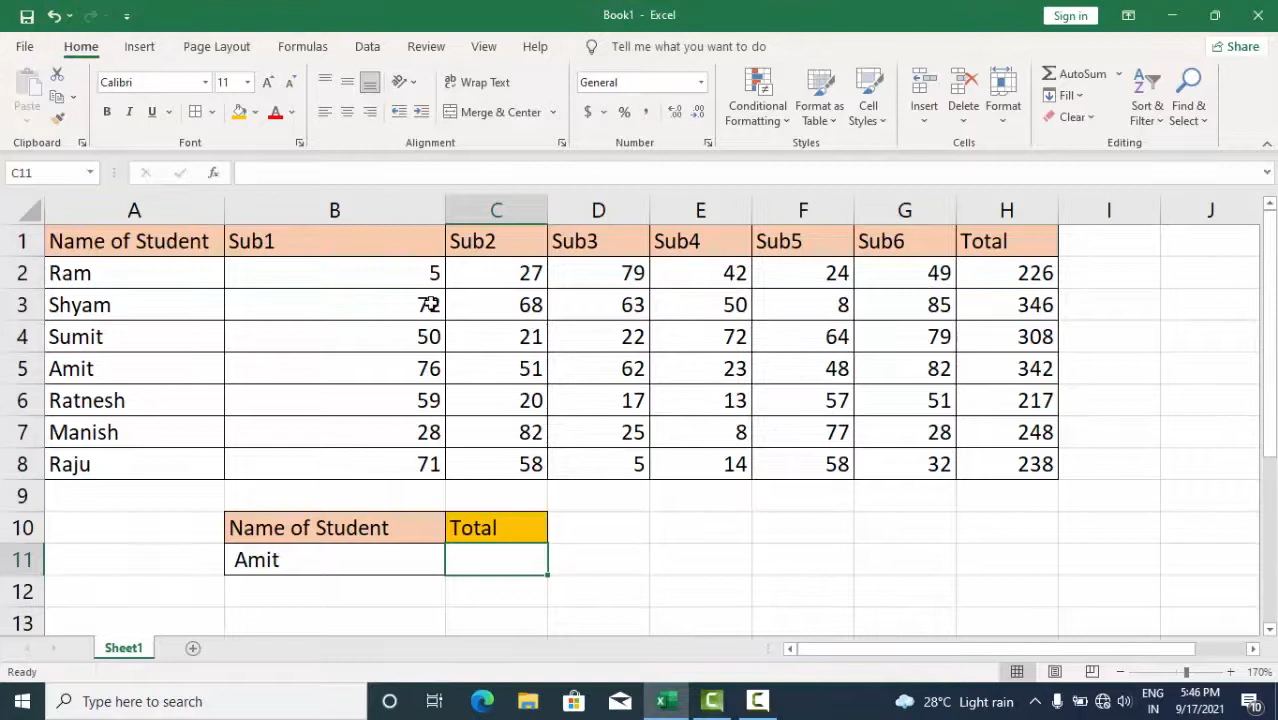 Book1 - Excel
Sign in
File Home Insert Page Layout Formulas Data Review View Help Tell me what you want to do Share
Paste
Clipboard
Calibri 11
B I U A
Font
Wrap Text
Merge & Center
Alignment
General
$ % ,
Number
Conditional Formatting
Format as Table
Cell Styles
Styles
Insert Delete Format
Cells
AutoSum
Fill
Clear
Sort & Filter
Find & Select
Editing
C11 fx
A B C D E F G H I J
1 Name of Student Sub1 Sub2 Sub3 Sub4 Sub5 Sub6 Total
2 Ram 5 27 79 42 24 49 226
3 Shyam 72 68 63 50 8 85 346
4 Sumit 50 21 22 72 64 79 308
5 Amit 76 51 62 23 48 82 342
6 Ratnesh 59 20 17 13 57 51 217
7 Manish 28 82 25 8 77 28 248
8 Raju 71 58 5 14 58 32 238
9
10 Name of Student Total
11 Amit
12
13
Sheet1
Ready 170%
Type here to search
28°C Light rain
ENG
IN
5:46 PM
9/17/2021
10